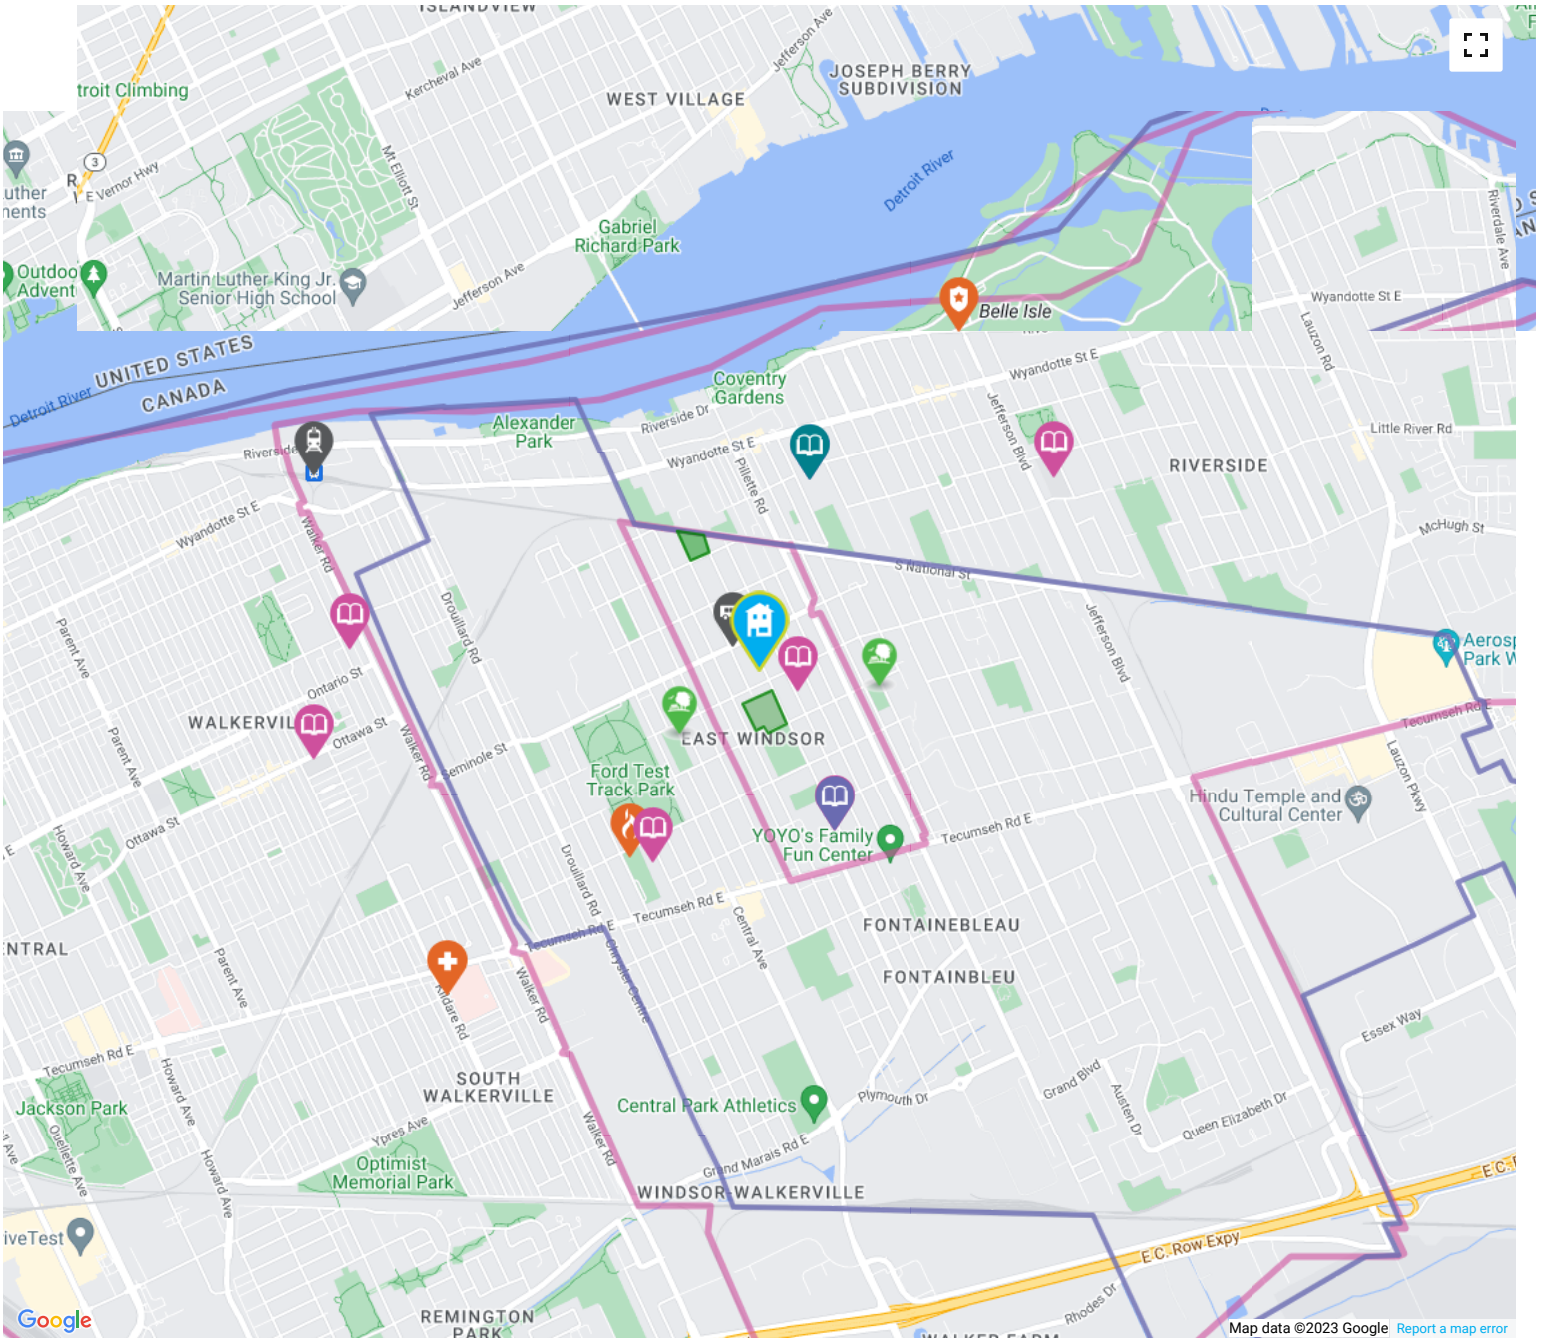 ISLANDVIEW
Jefferson Ave
JOSEPH BERRY
SUBDIVISION
troit Climbing
Kercheval Ave
WEST VILLAGE
3
E Vernor Hwy
Mt Elliott St
Detroit River
uther
nents
Gabriel
Richard Park
Riverdale Ave
Outdoo
Advent
Martin Luther King Jr.
Senior High School
Jefferson Ave
Belle Isle
Wyandotte St E
Lauzon Rd
UNITED STATES
CANADA
Detroit River
Coventry
Gardens
Wyandotte St E
Jefferson Blvd
Alexander
Park
Riverside Dr
Riverside
Wyandotte St E
Pillette Rd
Little River Rd
RIVERSIDE
Wyandotte St E
Walker Rd
McHugh St
S National St
Parent Ave
Drouillard Rd
Jefferson Blvd
Aerosp
Park W
Ontario St
WALKERVIL
Ottawa St
Walker Rd
Seminole St
EAST WINDSOR
Tecumseh Rd E
Parent Ave
Ford Test
Track Park
Lauzon Pkwy
Hindu Temple and
Cultural Center
Ottawa St
Howard Ave
YOYO's Family
Fun Center
Tecumseh Rd E
Drouillard Rd
Tecumseh Rd E
Tecumseh Rd E
Central Ave
FONTAINEBLEAU
ENTRAL
Parent Ave
Chrysler Centre
FONTAINBLEU
Kildare Rd
Walker Rd
Essex Way
Tecumseh Rd E
Howard Ave
SOUTH
WALKERVILLE
Grand Blvd
Austen Dr
Plymouth Dr
Central Park Athletics
Jackson Park
Queen Elizabeth Dr
Ypres Ave
Walker Rd
Ouellette Ave
Howard Ave
Grand Marais Rd E
Optimist
Memorial Park
WINDSOR-WALKERVILLE
E.C. R
iveTest
E.C. Row Expy
Rhodes Dr
REMINGTON
PARK
WALKER FARM
Google
Map data ©2023 Google
Report a map error